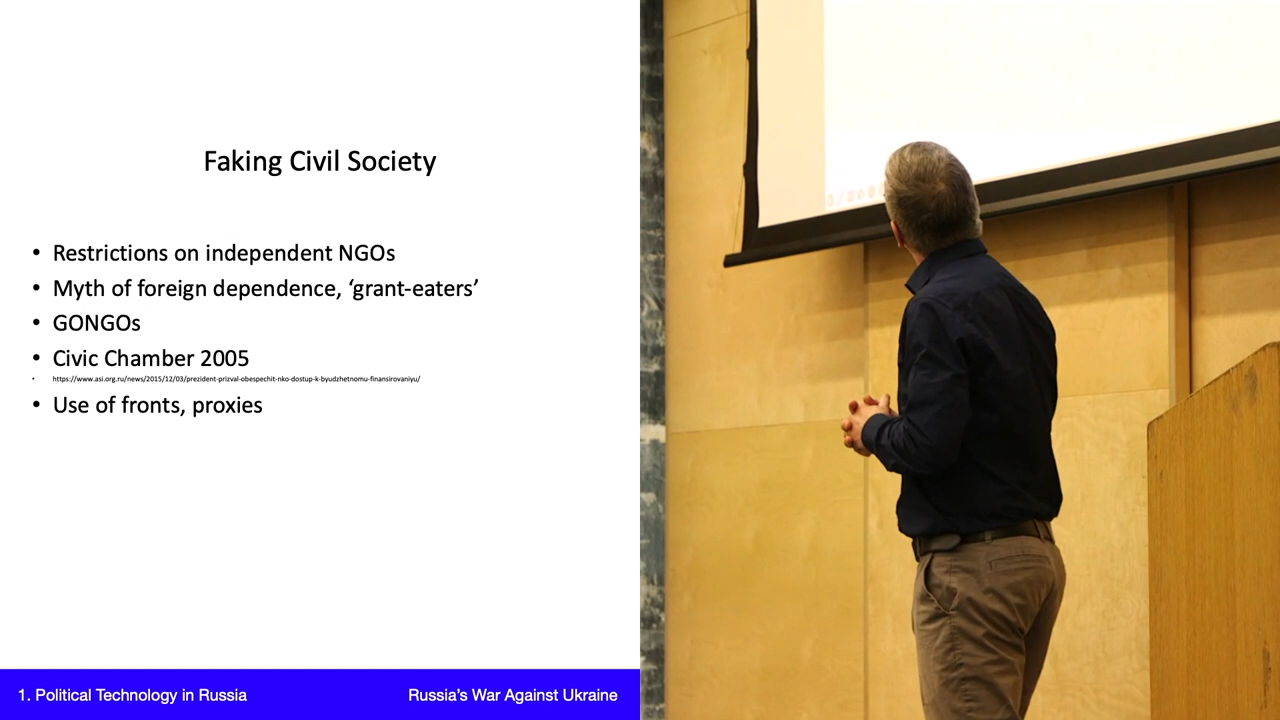 Faking Civil Society
• Restrictions on independent NGOs
• Myth of foreign dependence, ‘grant-eaters’
• GONGOs
• Civic Chamber 2005
• https://www.asi.org.ru/news/2015/12/03/prezident-prizval-obespechit-nko-dostup-k-byudzhetnomu-finansirovaniyu/
• Use of fronts, proxies
1. Political Technology in Russia
Russia’s War Against Ukraine